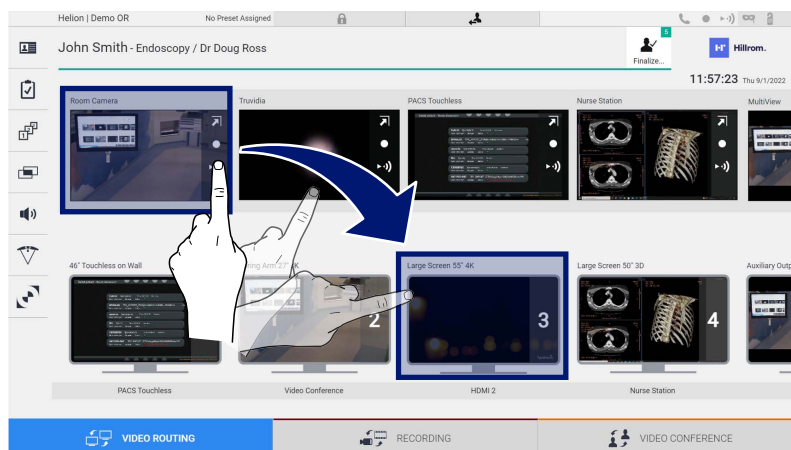 Helion | Demo OR
No Preset Assigned
5
John Smith - Endoscopy / Dr Doug Ross
Finalize...
H
Hillrom.
11:57:23 Thu 9/1/2022
Room Camera
Truvidia
PACS Touchless
Nurse Station
MultiView
46" Touchless on Wall
Arm 27"
Large Screen 55" 4K
Large Screen 50" 3D
Auxiliary Outp
2
3
4
PACS Touchless
Video Conference
HDMI 2
Nurse Station
VIDEO ROUTING
RECORDING
VIDEO CONFERENCE